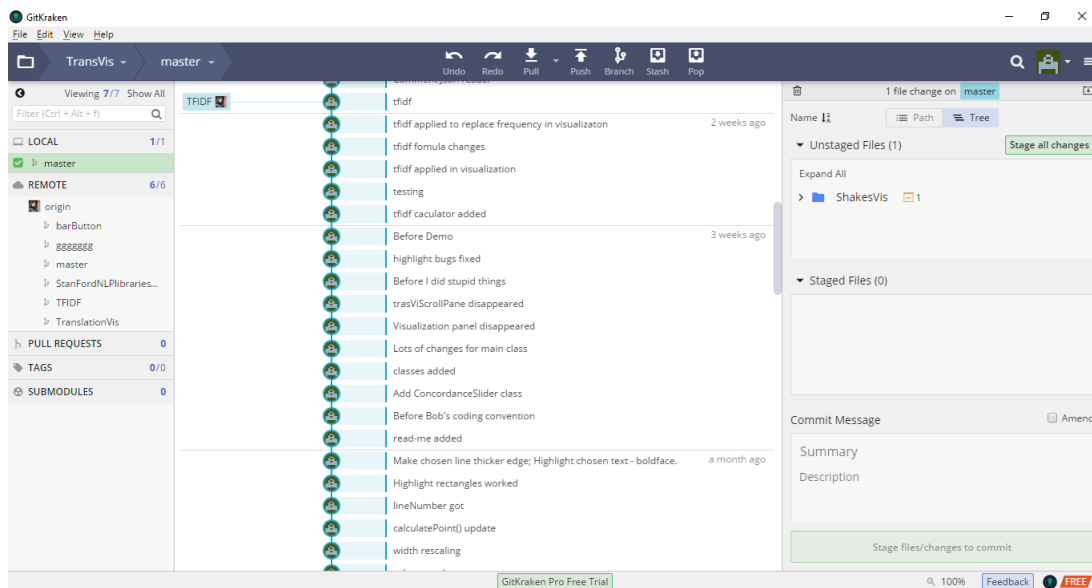 GitKraken
File Edit View Help
TransVis
master
Undo
Redo
Pull
Push
Branch
Stash
Pop
Viewing 7/7 Show All
Filter (Ctrl + Alt + f)
LOCAL 1/1
master
REMOTE 6/6
origin
barButton
ggggggg
master
StanFordNLPlibraries...
TFIDF
TranslationVis
PULL REQUESTS 0
TAGS 0/0
SUBMODULES 0
TFIDF
tfidf
tfidf applied to replace frequency in visualizaton 2 weeks ago
tfidf fomula changes
tfidf applied in visualization
testing
tfidf caculator added
Before Demo 3 weeks ago
highlight bugs fixed
Before I did stupid things
trasViScrollPane disappeared
Visualization panel disappeared
Lots of changes for main class
classes added
Add ConcordanceSlider class
Before Bob's coding convention
read-me added
Make chosen line thicker edge; Highlight chosen text - boldface. a month ago
Highlight rectangles worked
lineNumber got
calculatePoint() update
width rescaling
1 file change on master
Name
Path
Tree
Unstaged Files (1)
Stage all changes
Expand All
ShakesVis 1
Staged Files (0)
Commit Message
Amend
Summary
Description
Stage files/changes to commit
GitKraken Pro Free Trial
100%
Feedback
FREE